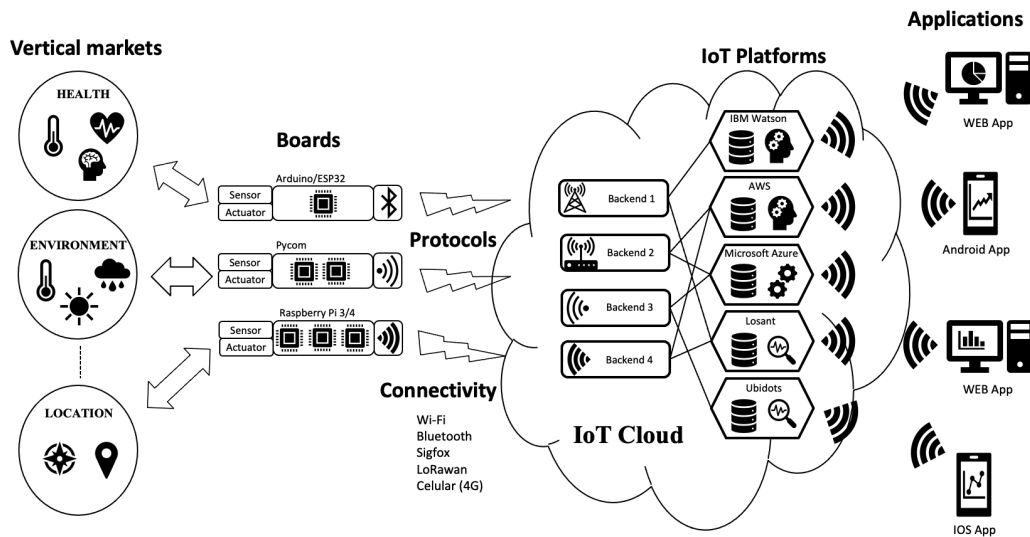 Vertical markets
HEALTH
ENVIRONMENT
LOCATION
Boards
Arduino/ESP32
Sensor
Actuator
Pycom
Sensor
Actuator
Raspberry Pi 3/4
Sensor
Actuator
Protocols
Connectivity
Wi-Fi
Bluetooth
Sigfox
LoRawan
Celular (4G)
IoT Cloud
Backend 1
Backend 2
Backend 3
Backend 4
IoT Platforms
IBM Watson
AWS
Microsoft Azure
Losant
Ubidots
Applications
WEB App
Android App
WEB App
IOS App